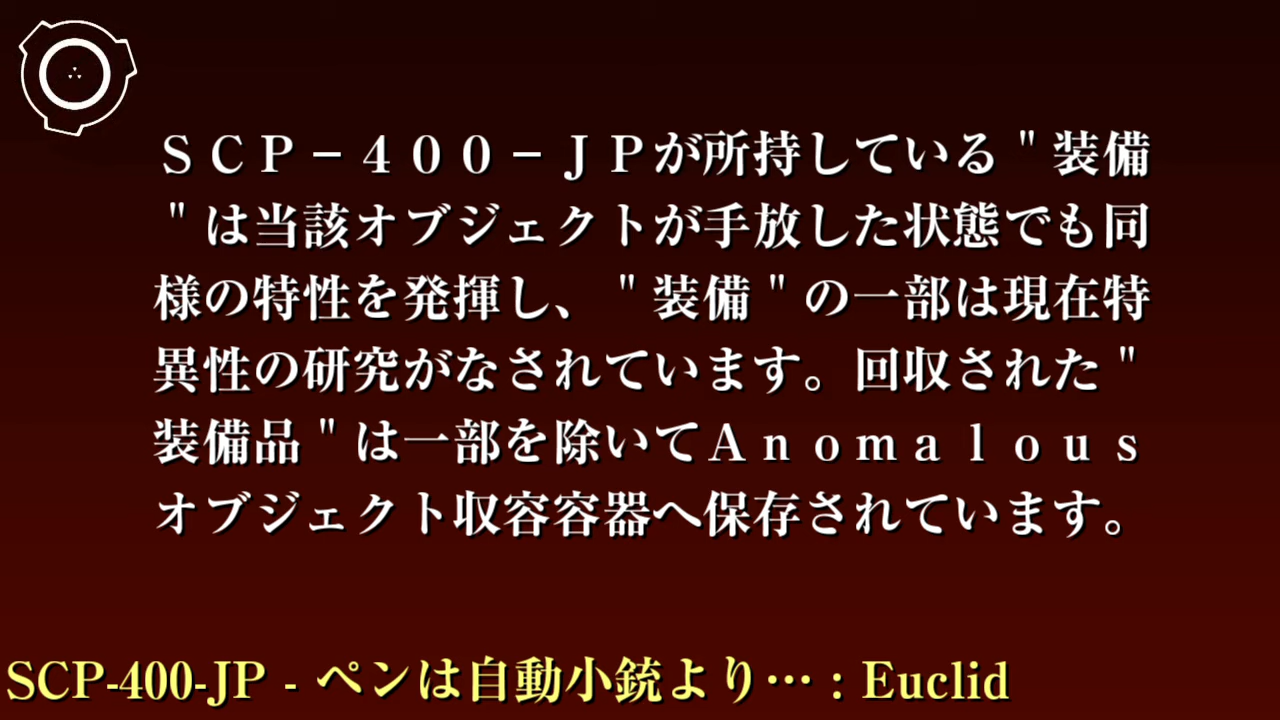 ＳＣＰ－４００－ＪＰが所持している＂装備
＂は当該オブジェクトが手放した状態でも同
様の特性を発揮し、＂装備＂の一部は現在特
異性の研究がなされています。回収された＂
装備品＂は一部を除いてＡｎｏｍａｌｏｕｓ
オブジェクト収容容器へ保存されています。
SCP-400-JP - ペンは自動小銃より… : Euclid